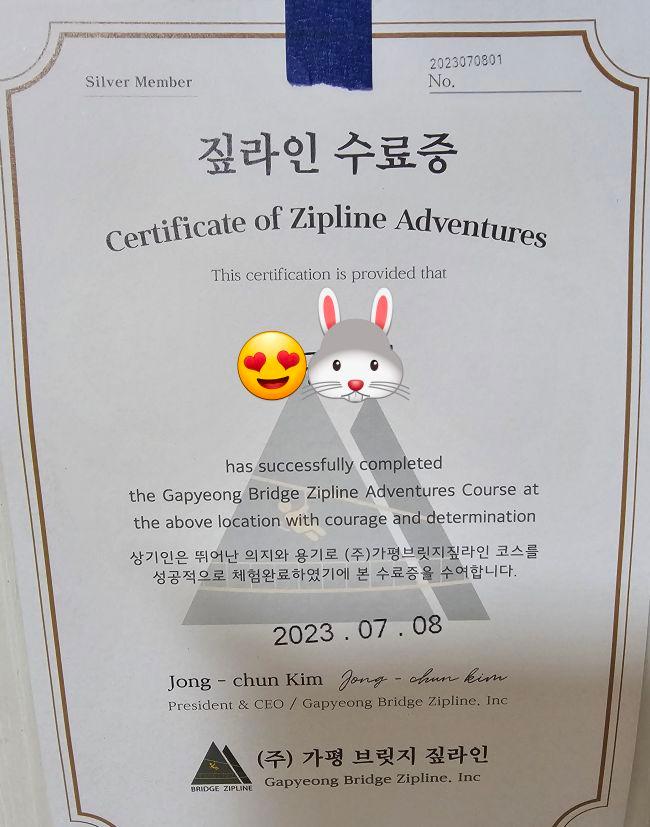 Silver Member
2023070801
No.
짚라인 수료증
Certificate of Zipline Adventures
This certification is provided that
has successfully completed
the Gapyeong Bridge Zipline Adventures Course at
the above location with courage and determination
상기인은 뛰어난 의지와 용기로 (주)가평브릿지짚라인 코스를
성공적으로 체험완료하였기에 본 수료증을 수여합니다.
2023 . 07 . 08
Jong - chun Kim Jong - chun kim
President & CEO / Gapyeong Bridge Zipline. Inc
(주) 가평 브릿지 짚라인
BRIDGE ZIPLINE
Gapyeong Bridge Zipline. Inc